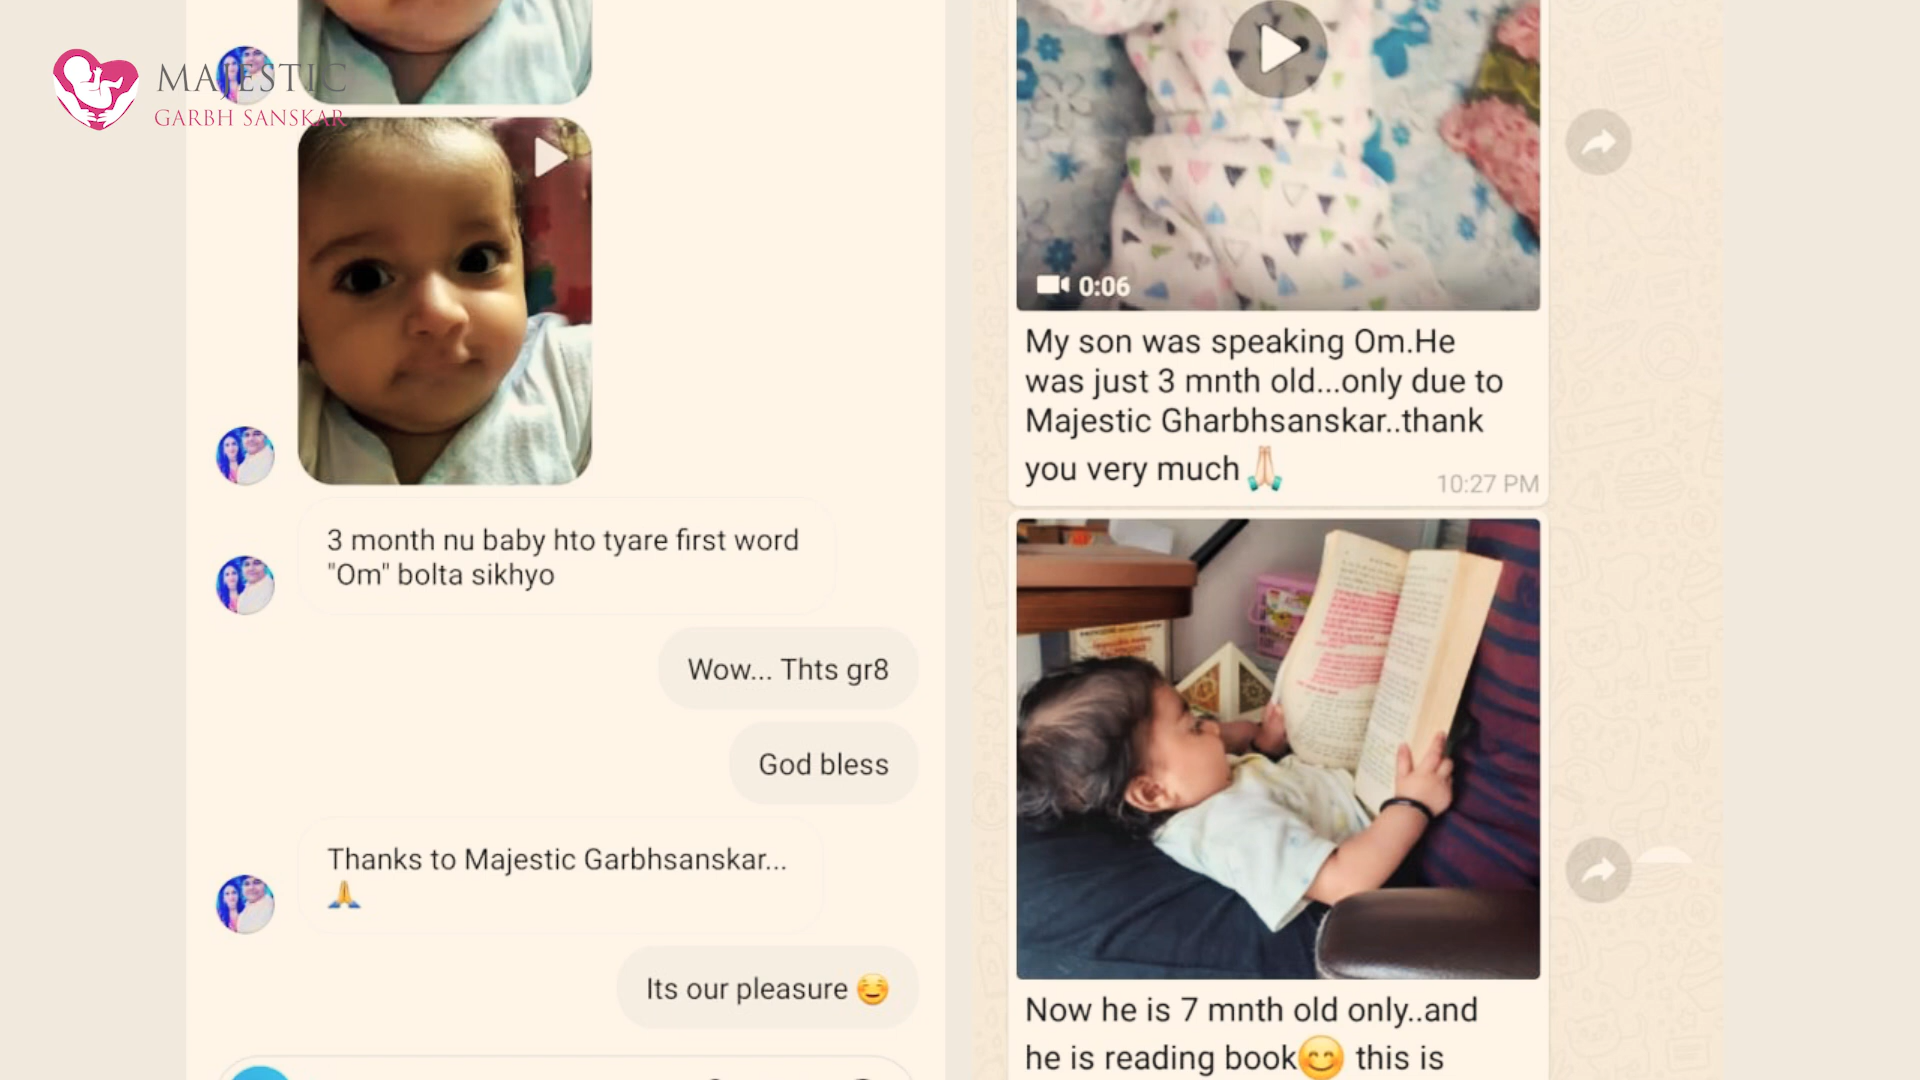 MAJESTIC
GARBH SANSKAR
3 month nu baby hto tyare first word
"Om" bolta sikhyo
Wow... Thts gr8
God bless
Thanks to Majestic Garbhsanskar...
🙏
Its our pleasure ☺️
0:06
My son was speaking Om.He
was just 3 mnth old...only due to
Majestic Gharbhsanskar..thank
you very much🙏🏻
10:27 PM
Now he is 7 mnth old only..and
he is reading book😊 this is